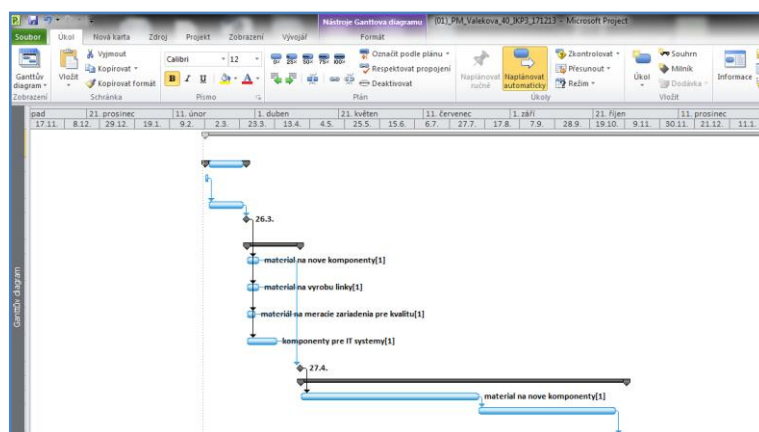 Nástroje Ganttova diagramu
(01)_PM_Valekova_40_IKP3_171213 - Microsoft Project
Soubor Úkol Nová karta Zdroj Projekt Zobrazení Vývojář Formát
Ganttův diagram
Vložit
Vyjmout
Kopírovat
Kopírovat formát
Calibri 12
B I U A
0% 25% 50% 75% 100%
Označit podle plánu
Respektovat propojení
Deaktivovat
Naplánovat ručně
Naplánovat automaticky
Zkontrolovat
Přesunout
Režim
Úkol
Souhrn
Milník
Dodávka
Informace
Zobrazení Schránka Písmo Plán Úkoly Vložit
pad 21. prosinec 11. únor 1. duben 21. květen 11. červenec 1. září 21. říjen 11. prosinec
17.11. 8.12. 29.12. 19.1. 9.2. 2.3. 23.3. 13.4. 4.5. 25.5. 15.6. 6.7. 27.7. 17.8. 7.9. 28.9. 19.10. 9.11. 30.11. 21.12. 11.1.
26.3.
material na nove komponenty[1]
material na vyrobu linky[1]
materiál na meracie zariadenia pre kvalitu[1]
komponenty pre IT systemy[1]
27.4.
material na nove komponenty[1]
Ganttův diagram